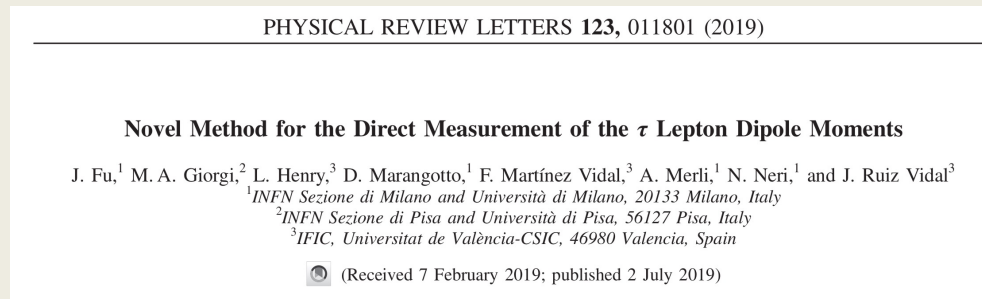 PHYSICAL REVIEW LETTERS 123, 011801 (2019)
Novel Method for the Direct Measurement of the τ Lepton Dipole Moments
J. Fu,¹ M. A. Giorgi,² L. Henry,³ D. Marangotto,¹ F. Martínez Vidal,³ A. Merli,¹ N. Neri,¹ and J. Ruiz Vidal³
¹INFN Sezione di Milano and Università di Milano, 20133 Milano, Italy
²INFN Sezione di Pisa and Università di Pisa, 56127 Pisa, Italy
³IFIC, Universitat de València-CSIC, 46980 Valencia, Spain
(Received 7 February 2019; published 2 July 2019)